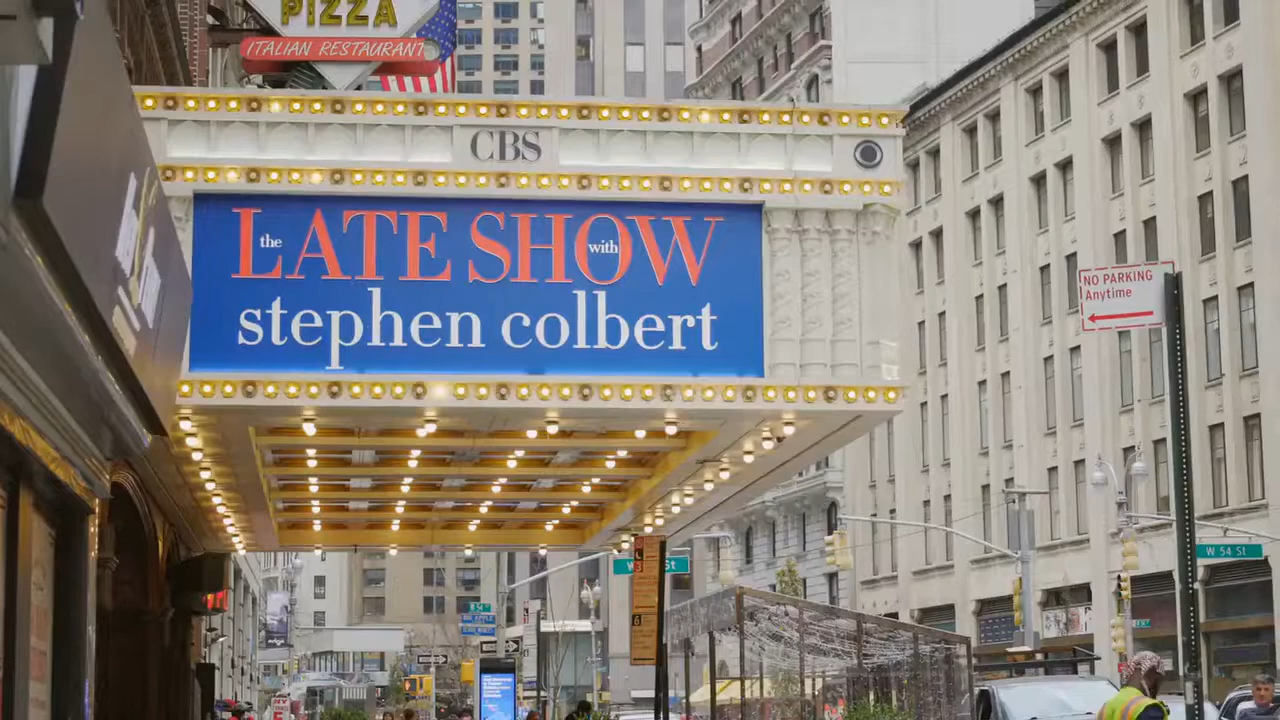 PIZZA
ITALIAN RESTAURANT
CBS
the LATE SHOW with
stephen colbert
NO PARKING
Anytime
W 54 St